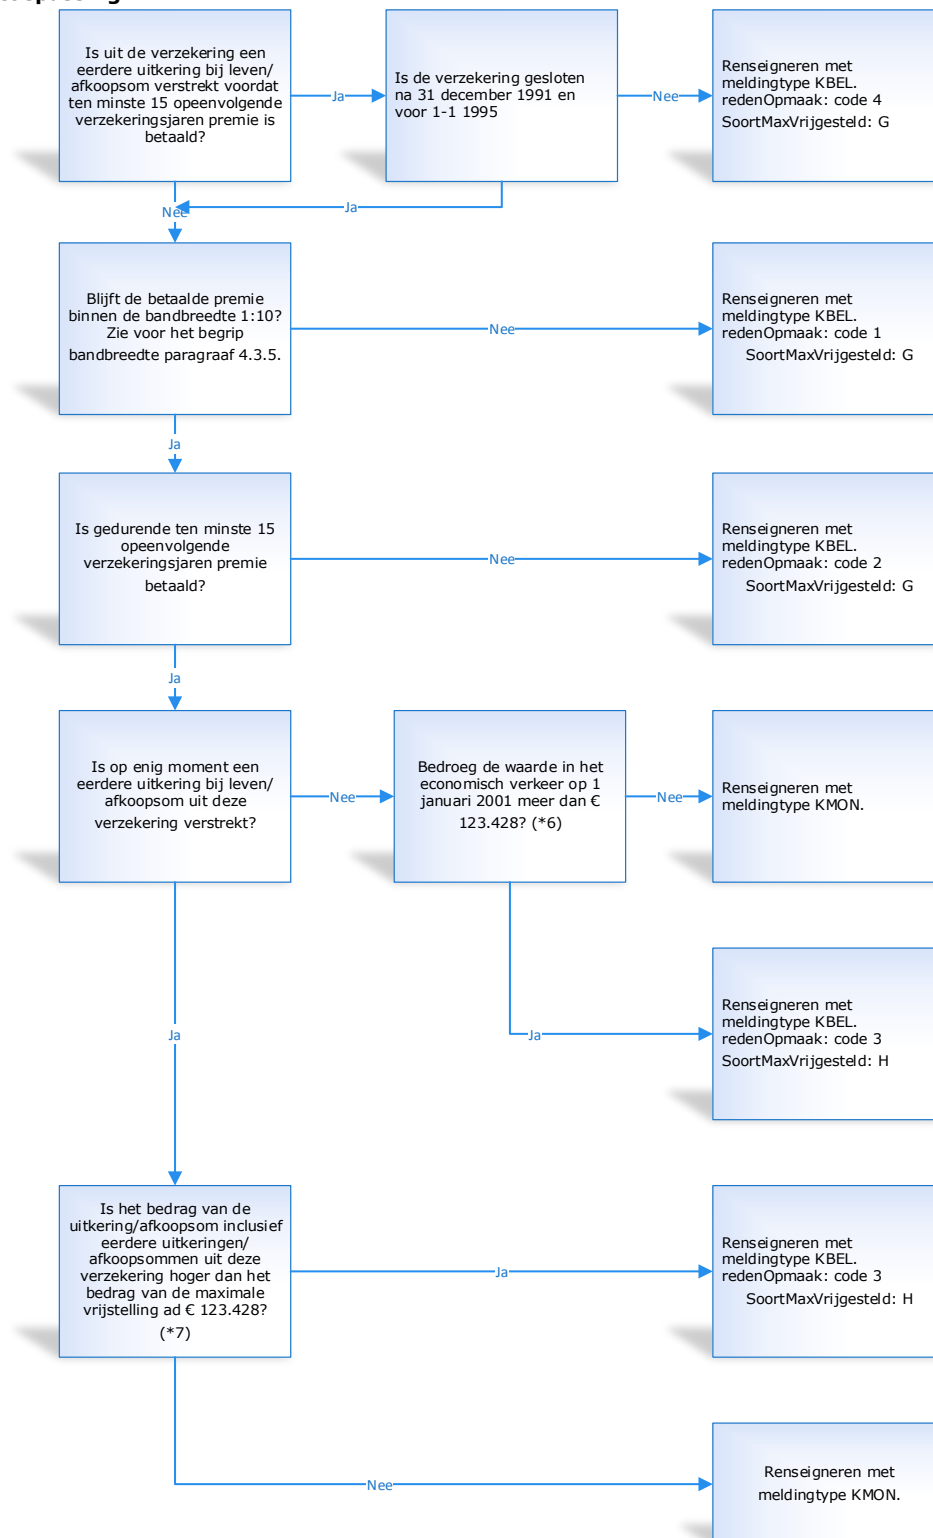 Is uit de verzekering een
eerdere uitkering bij leven/
afkoopsom verstrekt voordat
ten minste 15 opeenvolgende
verzekeringsjaren premie is
betaald?
Ja
Is de verzekering gesloten
na 31 december 1991 en
voor 1-1 1995
Nee
Renseigneren met
meldingtype KBEL.
redenOpmaak: code 4
SoortMaxVrijgesteld: G
Ja
Nee
Blijft de betaalde premie
binnen de bandbreedte 1:10?
Zie voor het begrip
bandbreedte paragraaf 4.3.5.
Nee
Renseigneren met
meldingtype KBEL.
redenOpmaak: code 1
SoortMaxVrijgesteld: G
Ja
Is gedurende ten minste 15
opeenvolgende
verzekeringsjaren premie
betaald?
Nee
Renseigneren met
meldingtype KBEL.
redenOpmaak: code 2
SoortMaxVrijgesteld: G
Ja
Is op enig moment een
eerdere uitkering bij leven/
afkoopsom uit deze
verzekering verstrekt?
Nee
Bedroeg de waarde in het
economisch verkeer op 1
januari 2001 meer dan €
123.428? (*6)
Nee
Renseigneren met
meldingtype KMON.
Ja
Renseigneren met
meldingtype KBEL.
redenOpmaak: code 3
SoortMaxVrijgesteld: H
Ja
Is het bedrag van de
uitkering/afkoopsom inclusief
eerdere uitkeringen/
afkoopsommen uit deze
verzekering hoger dan het
bedrag van de maximale
vrijstelling ad € 123.428?
(*7)
Ja
Renseigneren met
meldingtype KBEL.
redenOpmaak: code 3
SoortMaxVrijgesteld: H
Nee
Renseigneren met
meldingtype KMON.